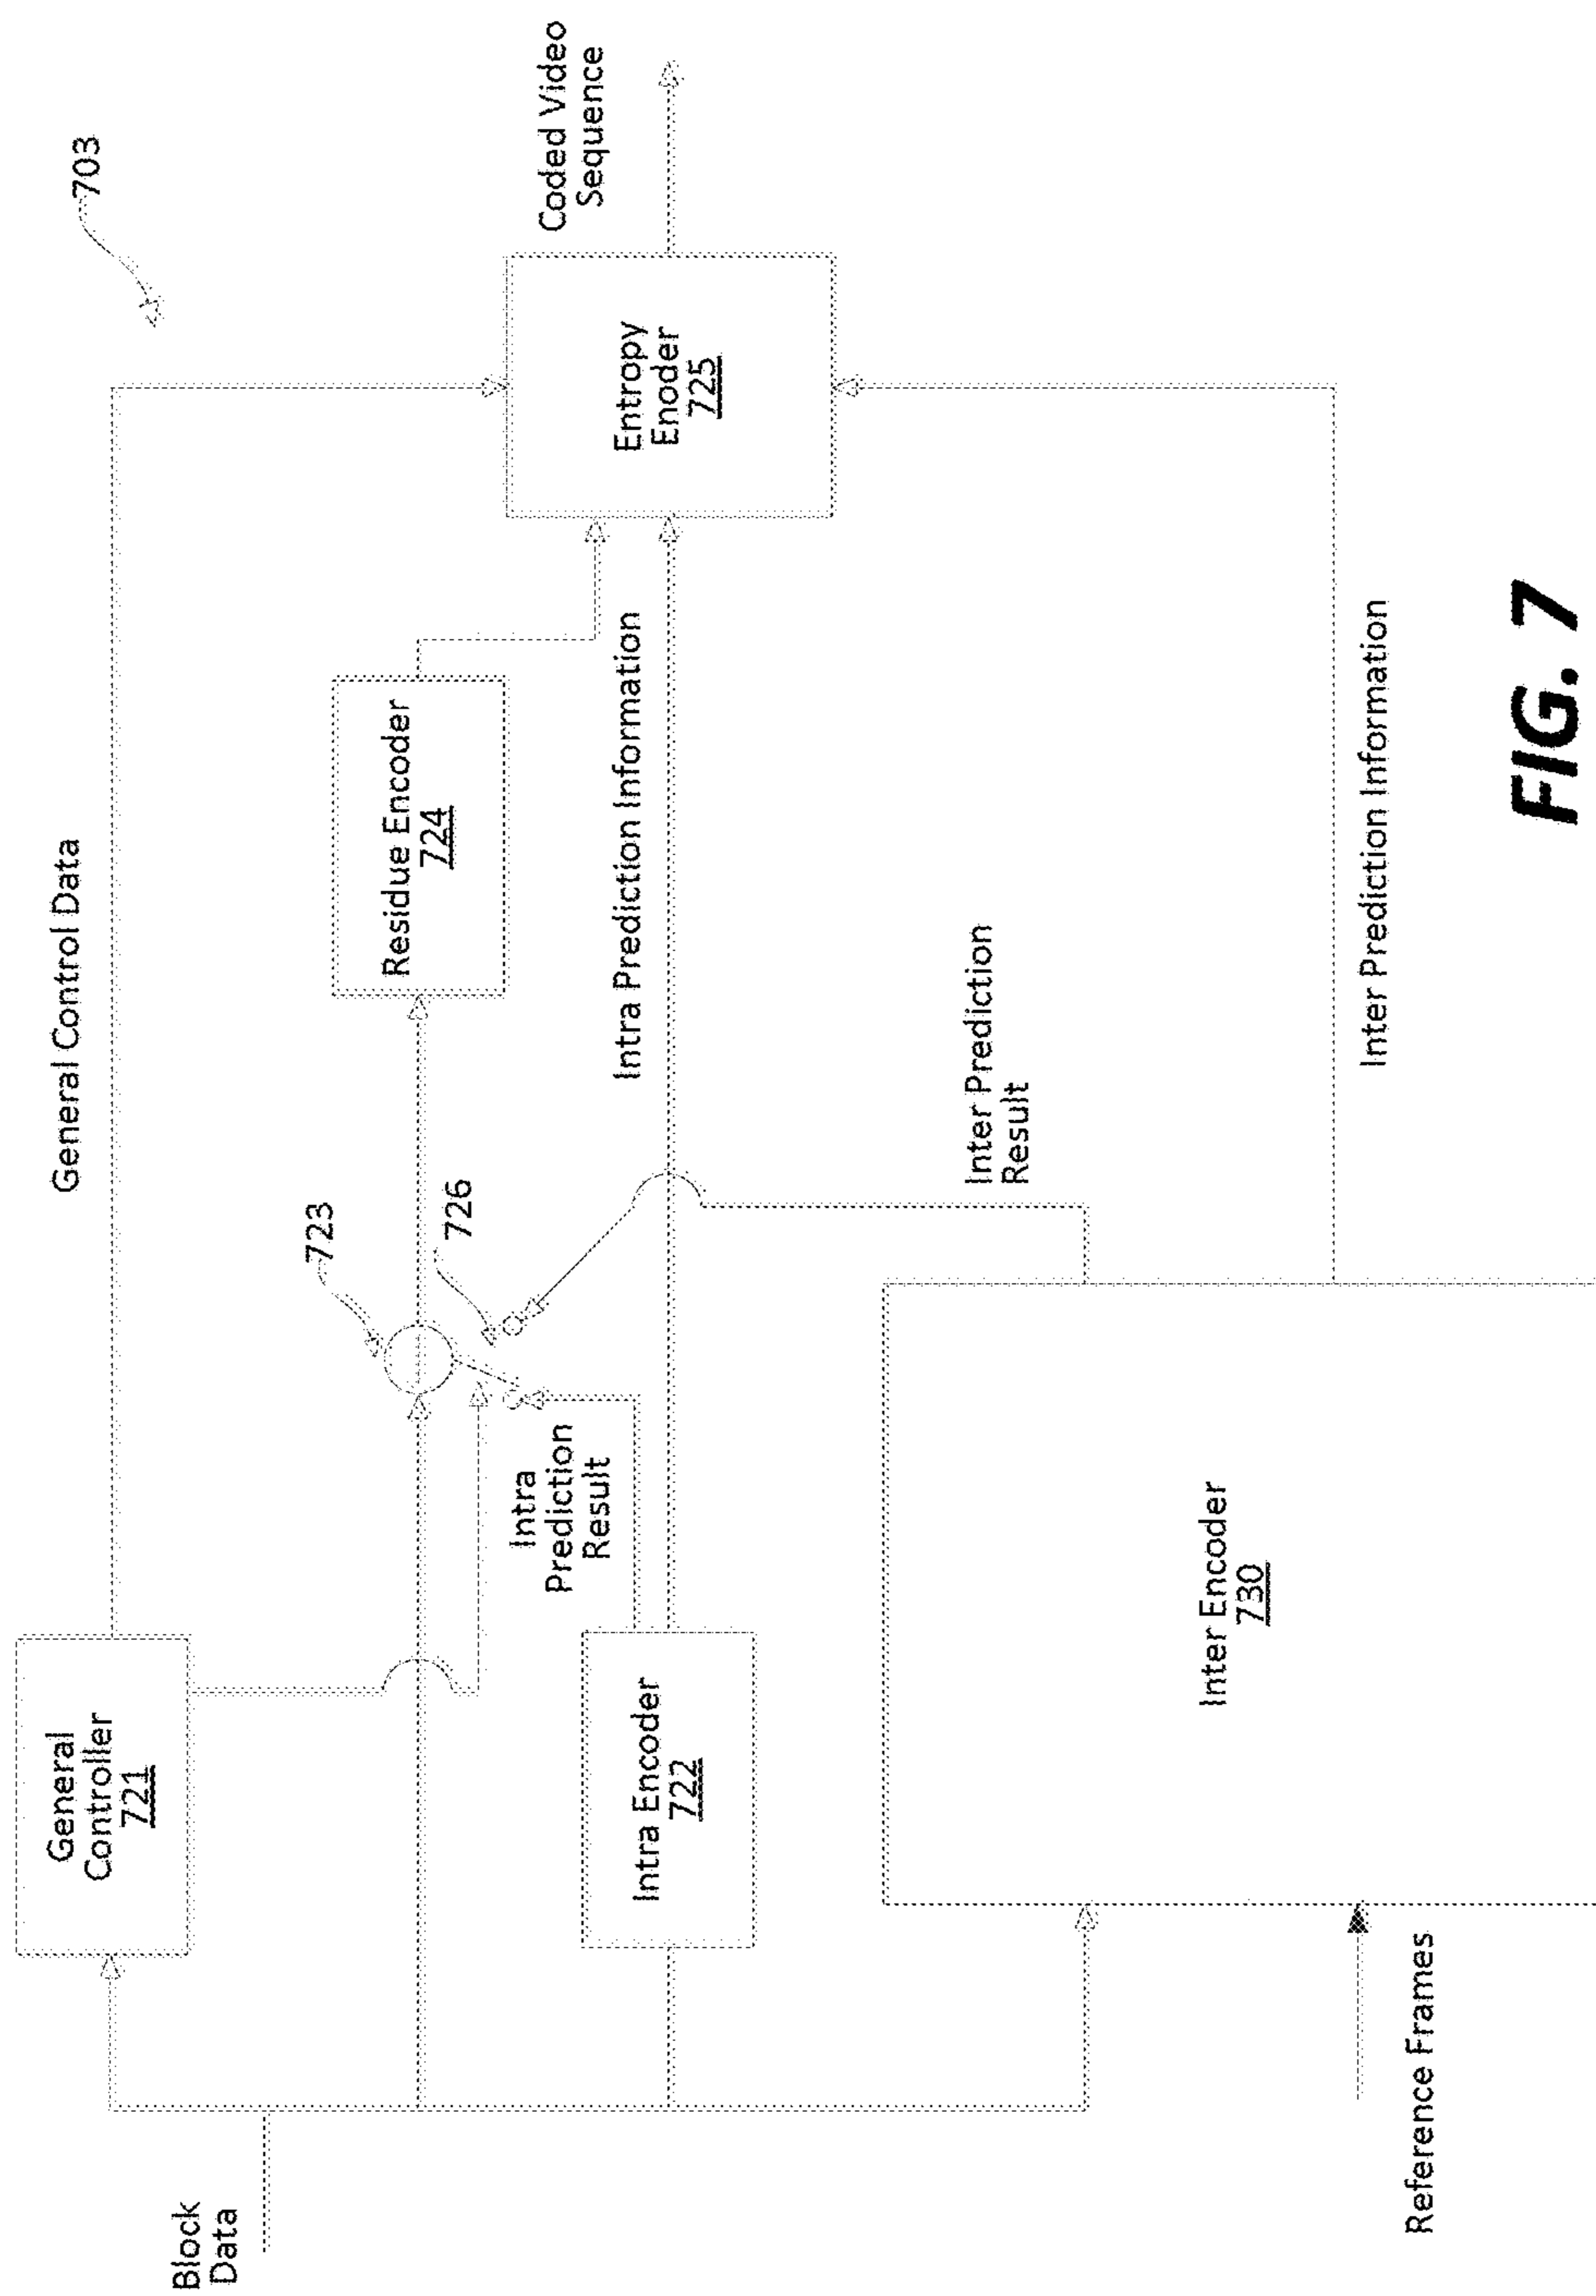 703
General Control Data
General
Controller
721
723
726
Residue Encoder
724
Coded Video
Sequence
Block
Data
Intra
Prediction
Result
Intra Prediction Information
Entropy
Enoder
725
Intra Encoder
722
Inter Prediction
Result
Inter Encoder
730
Reference Frames
Inter Prediction Information
FIG. 7